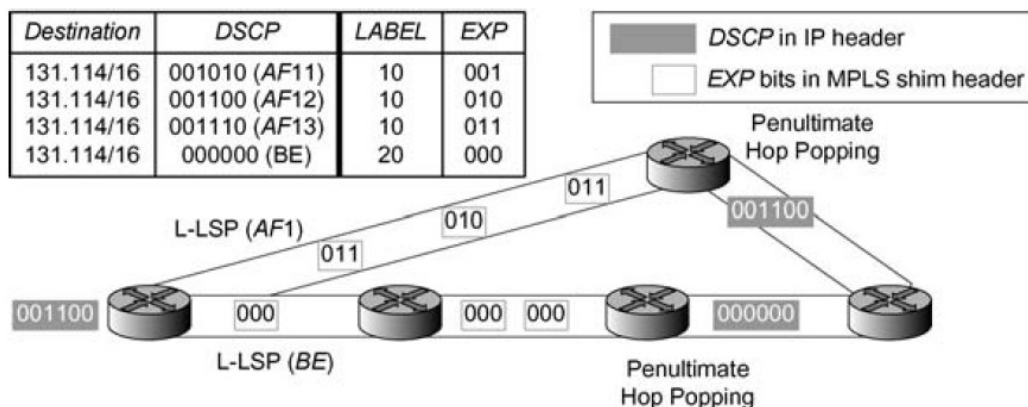 Destination DSCP LABEL EXP
131.114/16 001010 (AF11) 10 001
131.114/16 001100 (AF12) 10 010
131.114/16 001110 (AF13) 10 011
131.114/16 000000 (BE) 20 000
DSCP in IP header
EXP bits in MPLS shim header
Penultimate
Hop Popping
011
001100
010
L-LSP (AF1)
011
001100
000
000
000
000000
L-LSP (BE)
Penultimate
Hop Popping